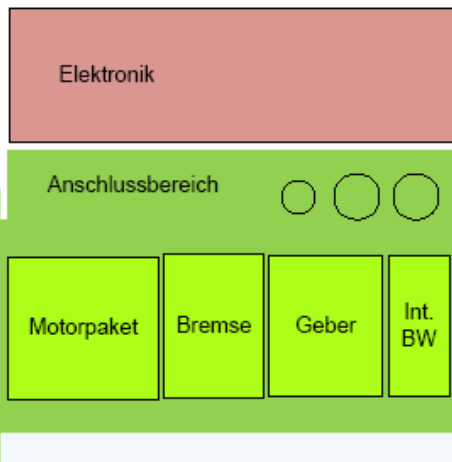 Elektronik
Anschlussbereich
Motorpaket
Bremse
Geber
Int.
BW